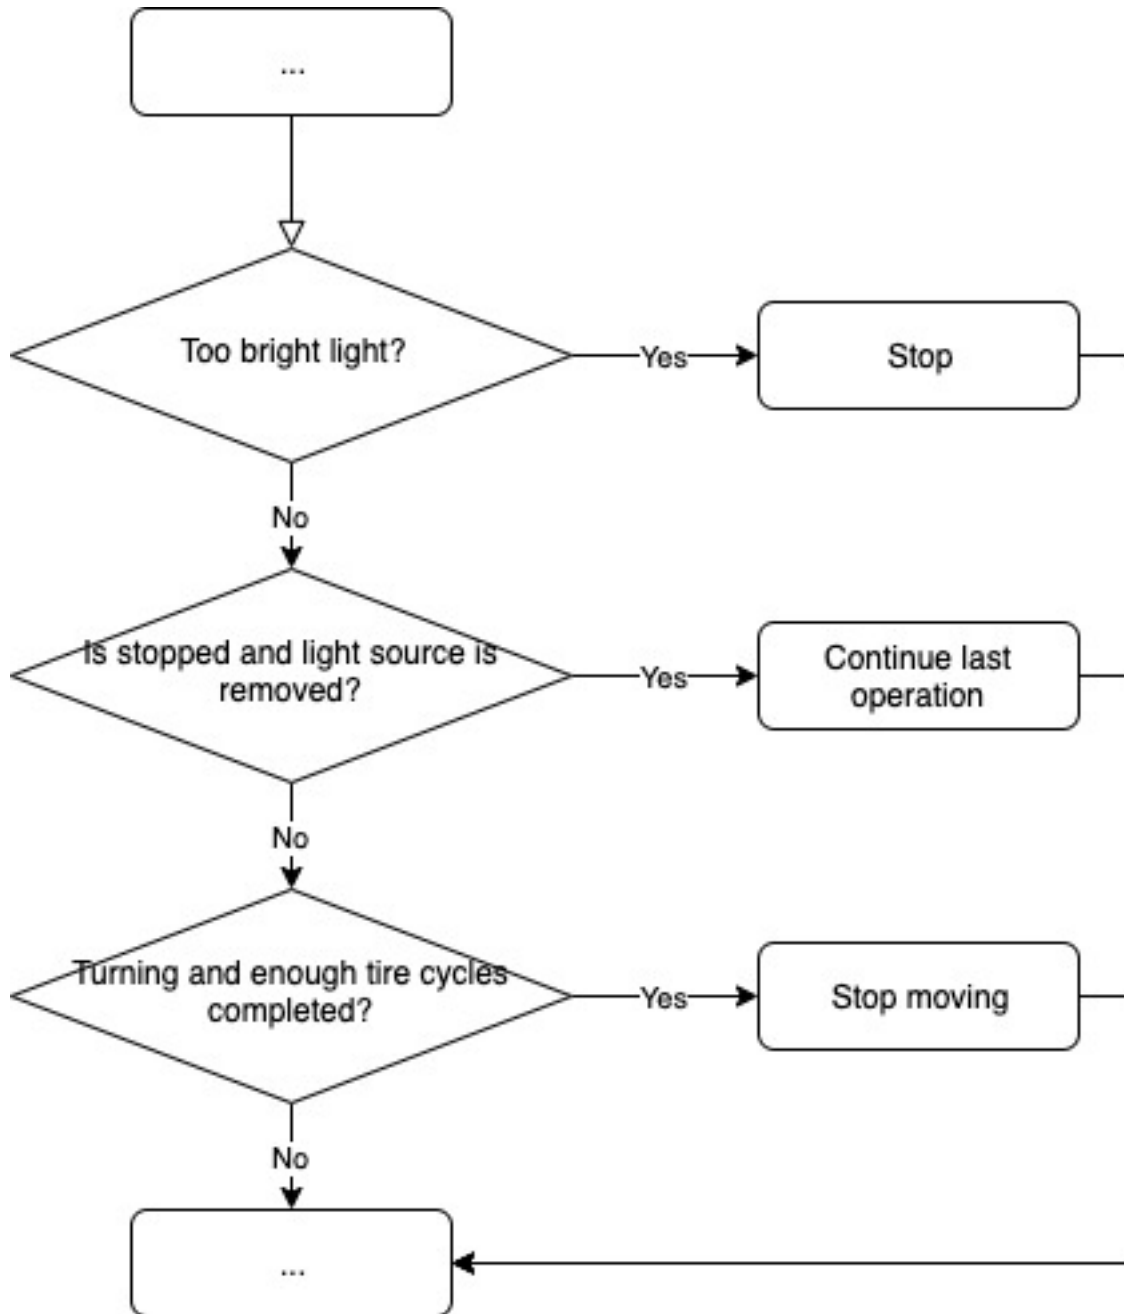 ...
Too bright light?
Yes
Stop
No
Is stopped and light source is
removed?
Yes
Continue last
operation
No
Turning and enough tire cycles
completed?
Yes
Stop moving
No
...